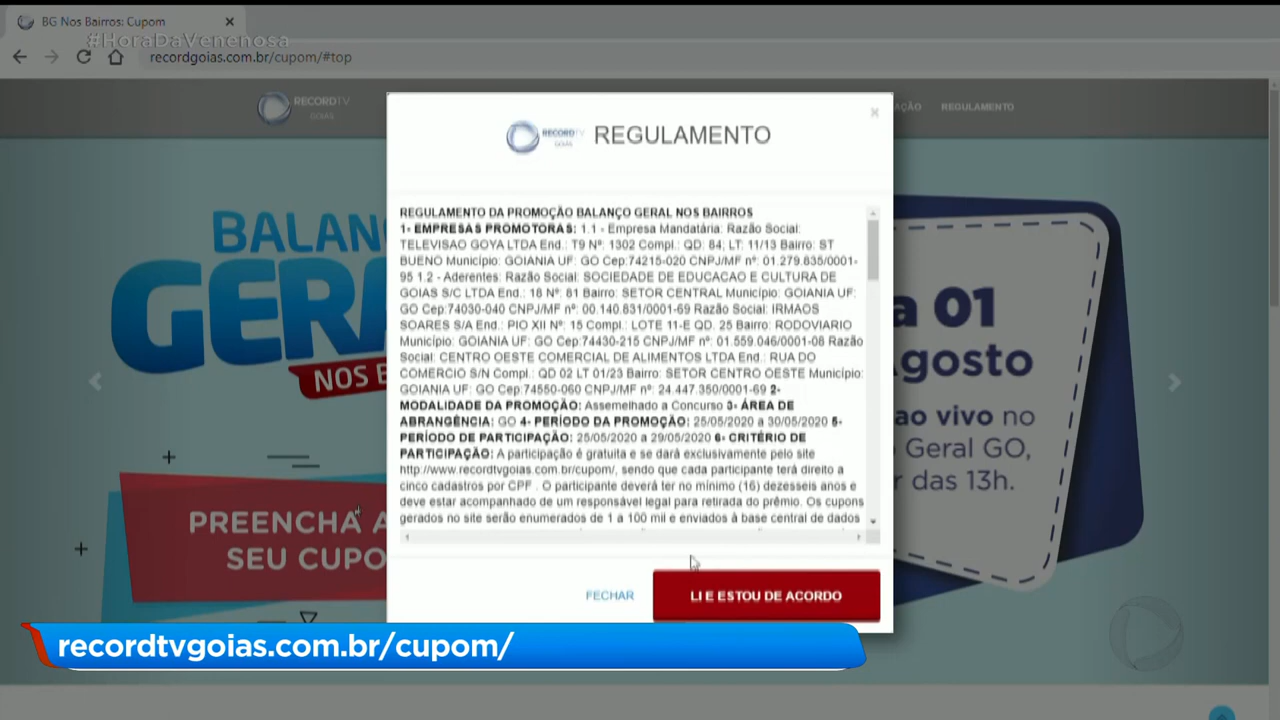 BG Nos Bairros: Cupom
#HoraDaVenenosa
recordgoias.com.br/cupom/#top
RECORDTV
GOIÁS
AÇÃO
REGULAMENTO
RECORDTV
GOIÁS
REGULAMENTO
REGULAMENTO DA PROMOÇÃO BALANÇO GERAL NOS BAIRROS
1- EMPRESAS PROMOTORAS: 1.1 - Empresa Mandatária: Razão Social:
TELEVISAO GOYA LTDA End.: T9 Nº: 1302 Compl.: QD: 84; LT: 11/13 Bairro: ST
BUENO Município: GOIANIA UF: GO Cep:74215-020 CNPJ/MF nº: 01.279.835/0001-
95 1.2 - Aderentes: Razão Social: SOCIEDADE DE EDUCACAO E CULTURA DE
GOIAS S/C LTDA End.: 18 Nº: 81 Bairro: SETOR CENTRAL Município: GOIANIA UF:
GO Cep:74030-040 CNPJ/MF nº: 00.140.831/0001-69 Razão Social: IRMAOS
SOARES S/A End.: PIO XII Nº: 15 Compl.: LOTE 11-E QD. 25 Bairro: RODOVIARIO
Município: GOIANIA UF: GO Cep:74430-215 CNPJ/MF nº: 01.559.046/0001-08 Razão
Social: CENTRO OESTE COMERCIAL DE ALIMENTOS LTDA End.: RUA DO
COMERCIO S/N Compl.: QD 02 LT 01/23 Bairro: SETOR CENTRO OESTE Município:
GOIANIA UF: GO Cep:74550-060 CNPJ/MF nº: 24.447.350/0001-69 2-
MODALIDADE DA PROMOÇÃO: Assemelhado a Concurso 3- ÁREA DE
ABRANGÊNCIA: GO 4- PERÍODO DA PROMOÇÃO: 25/05/2020 a 30/05/2020 5-
PERÍODO DE PARTICIPAÇÃO: 25/05/2020 a 29/05/2020 6- CRITÉRIO DE
PARTICIPAÇÃO: A participação é gratuita e se dará exclusivamente pelo site
http://www.recordtvgoias.com.br/cupom/, sendo que cada participante terá direito a
cinco cadastros por CPF . O participante deverá ter no mínimo (16) dezesseis anos e
deve estar acompanhado de um responsável legal para retirada do prêmio. Os cupons
gerados no site serão enumerados de 1 a 100 mil e enviados à base central de dados
FECHAR
LI E ESTOU DE ACORDO
BALAN
GERA
NOS B
PREENCHA A
SEU CUPO
a 01
gosto
ao vivo no
Geral GO,
r das 13h.
recordtvgoias.com.br/cupom/